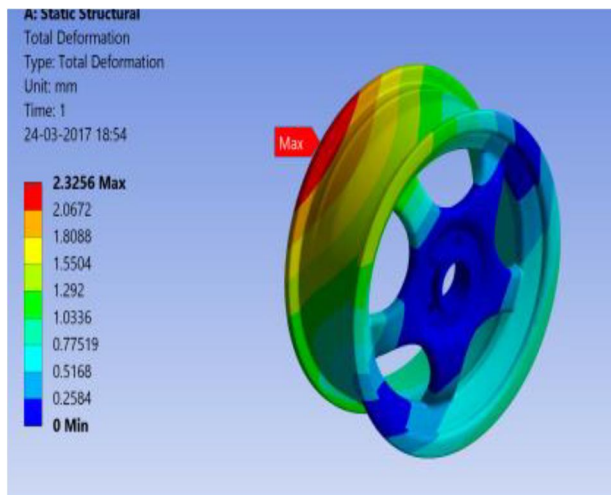 A: Static Structural
Total Deformation
Type: Total Deformation
Unit: mm
Time: 1
24-03-2017 18:54
Max
2.3256 Max
2.0672
1.8088
1.5504
1.292
1.0336
0.77519
0.5168
0.2584
0 Min